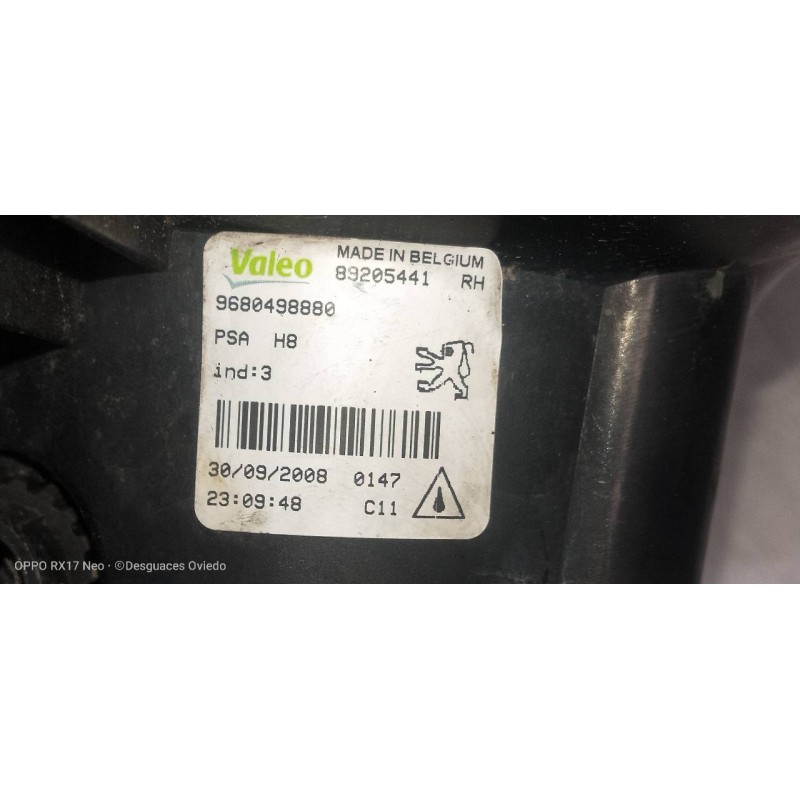 Valeo MADE IN BELGIUM
89205441 RH
9680498880
PSA H8
ind:3
30/09/2008 0147
23:09:48 C11
OPPO RX17 Neo · ©Desguaces Oviedo